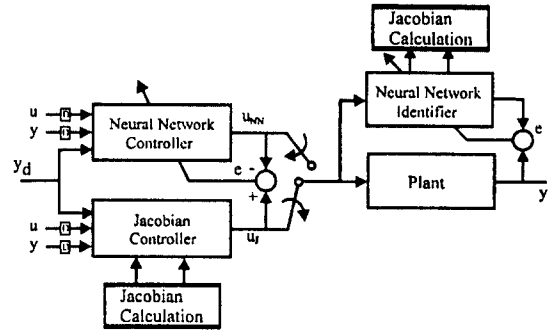 Jacobian
Calculation
u
y
Neural Network
Controller
u_NN
Neural Network
Identifier
e
y_d
e
-
+
Plant
y
u
y
Jacobian
Controller
u_J
Jacobian
Calculation